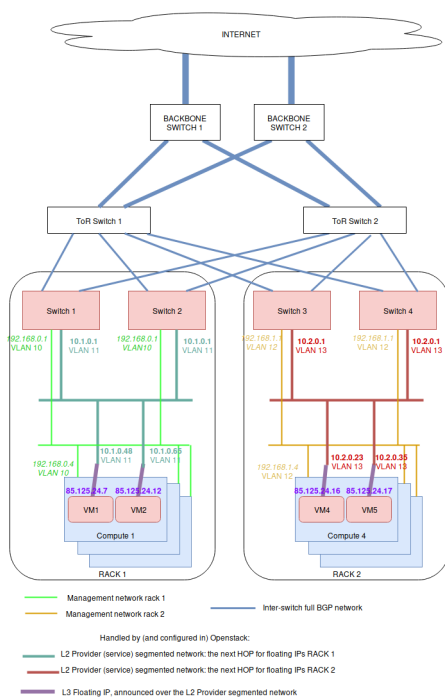 INTERNET
BACKBONE
SWITCH 1
BACKBONE
SWITCH 2
ToR Switch 1
ToR Switch 2
Switch 1
Switch 2
Switch 3
Switch 4
192.168.0.1
VLAN 10
10.1.0.1
VLAN 11
192.168.0.1
VLAN10
10.1.0.1
VLAN 11
192.168.1.1
VLAN 12
10.2.0.1
VLAN 13
192.168.1.1
VLAN 12
10.2.0.1
VLAN 13
192.168.0.4
VLAN 10
10.1.0.48
VLAN 11
10.1.0.65
VLAN 11
192.168.1.4
VLAN 12
10.2.0.23
VLAN 13
10.2.0.35
VLAN 13
85.125.24.7
85.125.24.12
85.125.24.16
85.125.24.17
VM1
VM2
VM4
VM5
Compute 1
Compute 4
RACK 1
RACK 2
Management network rack 1
Management network rack 2
Inter-switch full BGP network
Handled by (and configured in) Openstack:
L2 Provider (service) segmented network: the next HOP for floating IPs RACK 1
L2 Provider (service) segmented network: the next HOP for floating IPs RACK 2
L3 Floating IP, announced over the L2 Provider segmented network